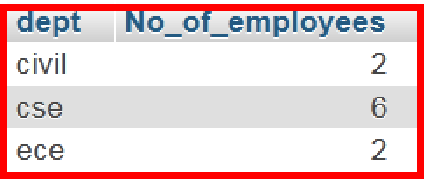 dept No_of_employees
civil 2
cse 6
ece 2